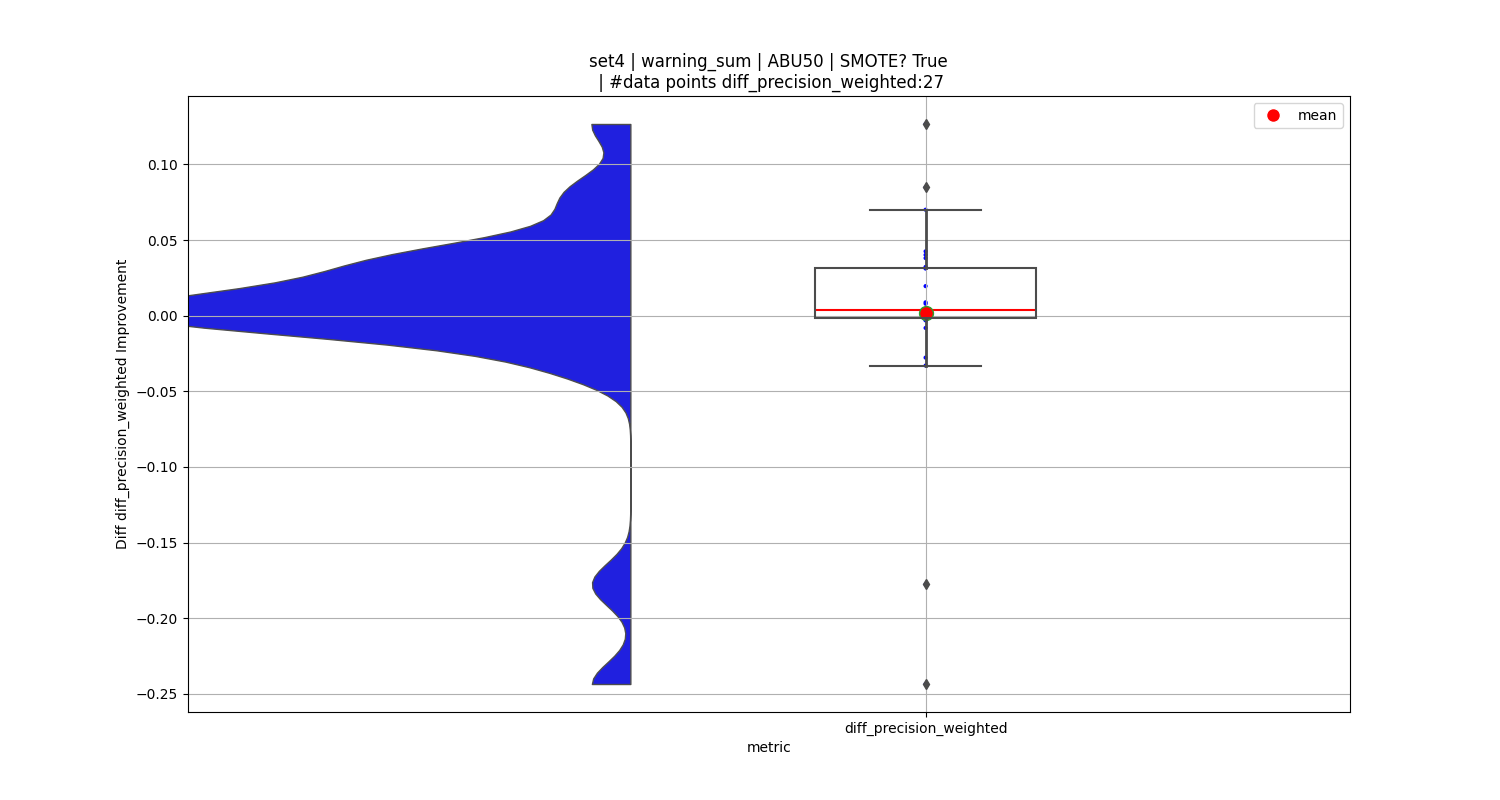 set4 | warning_sum | ABU50 | SMOTE? True
| #data points diff_precision_weighted:27
mean
0.10
0.05
0.00
−0.05
−0.10
−0.15
−0.20
−0.25
Diff diff_precision_weighted Improvement
diff_precision_weighted
metric